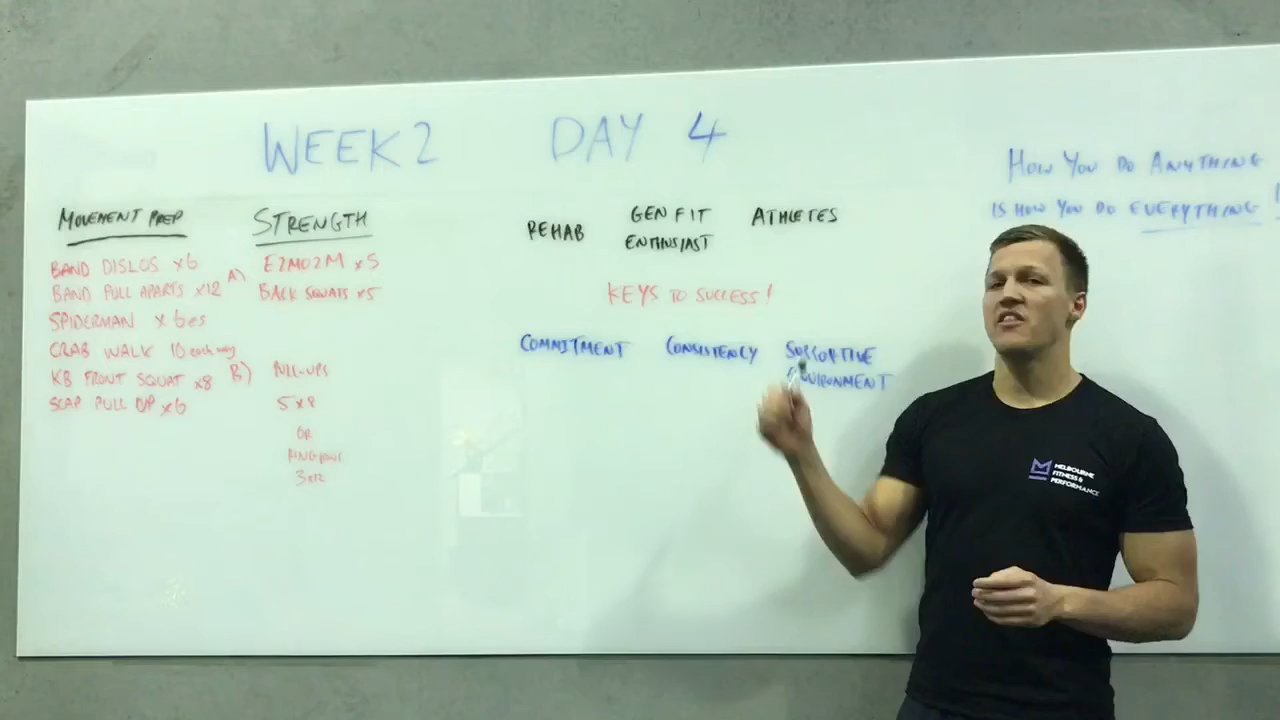 WEEK 2 DAY 4
MOVEMENT PREP
BAND DISLOS x6
BAND PULL APARTS x12
SPIDERMAN x 6es
CRAB WALK 10 each way
KB FRONT SQUAT x8
SCAP PULL UP x6
STRENGTH
A) E2MO2M x5
BACK SQUATS x5
B)
5 x 8
OR
RING ROWS
3x12
REHAB
GEN FIT
ENTHUSIAST
ATHLETES
KEYS TO SUCCESS!
COMMITMENT
CONSISTENCY
SUPPORTIVE
ENVIRONMENT
HOW YOU DO ANYTHING
IS HOW YOU DO EVERYTHING!
MELBOURNE
FITNESS &
PERFORMANCE